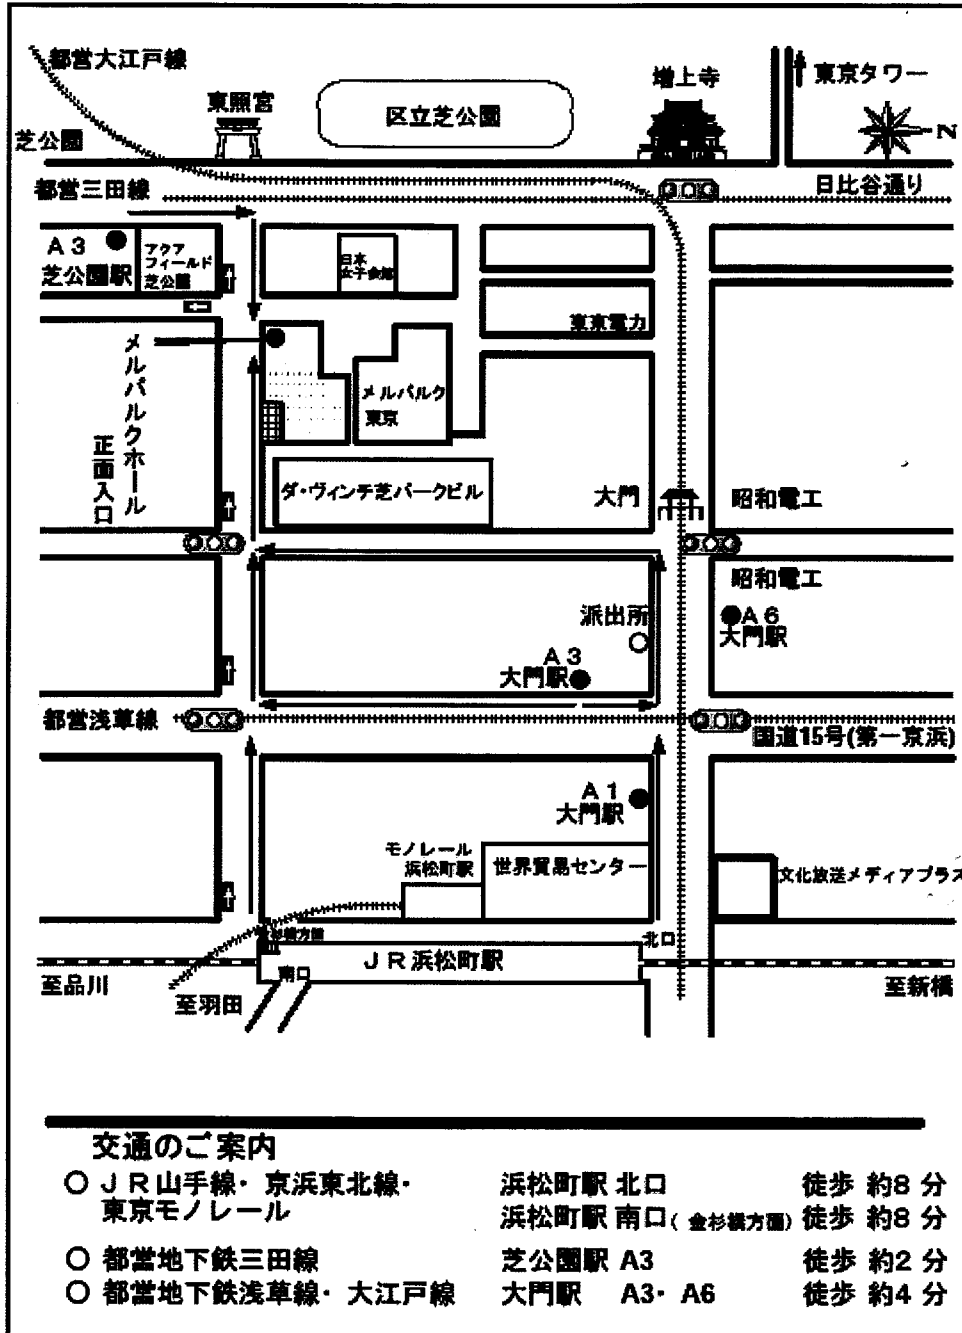 都営大江戸線
東照宮
区立芝公園
増上寺
東京タワー
芝公園
N
都営三田線
日比谷通り
A3
芝公園駅
アクア
フィールド
芝公園
日本
女子会館
東京電力
メルパルクホール
正面入口
メルパルク
東京
ダ・ヴィンチ芝パークビル
大門
昭和電工
昭和電工
派出所
A6
大門駅
A3
大門駅
都営浅草線
国道15号(第一京浜)
A1
大門駅
モノレール
浜松町駅
世界貿易センター
文化放送メディアプラス
金杉橋方面
北口
JR浜松町駅
南口
至品川
至羽田
至新橋
交通のご案内
○ JR山手線・京浜東北線・ 浜松町駅 北口 徒歩 約8 分
東京モノレール 浜松町駅 南口( 金杉橋方面) 徒歩 約8 分
○ 都営地下鉄三田線 芝公園駅 A3 徒歩 約2 分
○ 都営地下鉄浅草線・大江戸線 大門駅 A3・A6 徒歩 約4 分